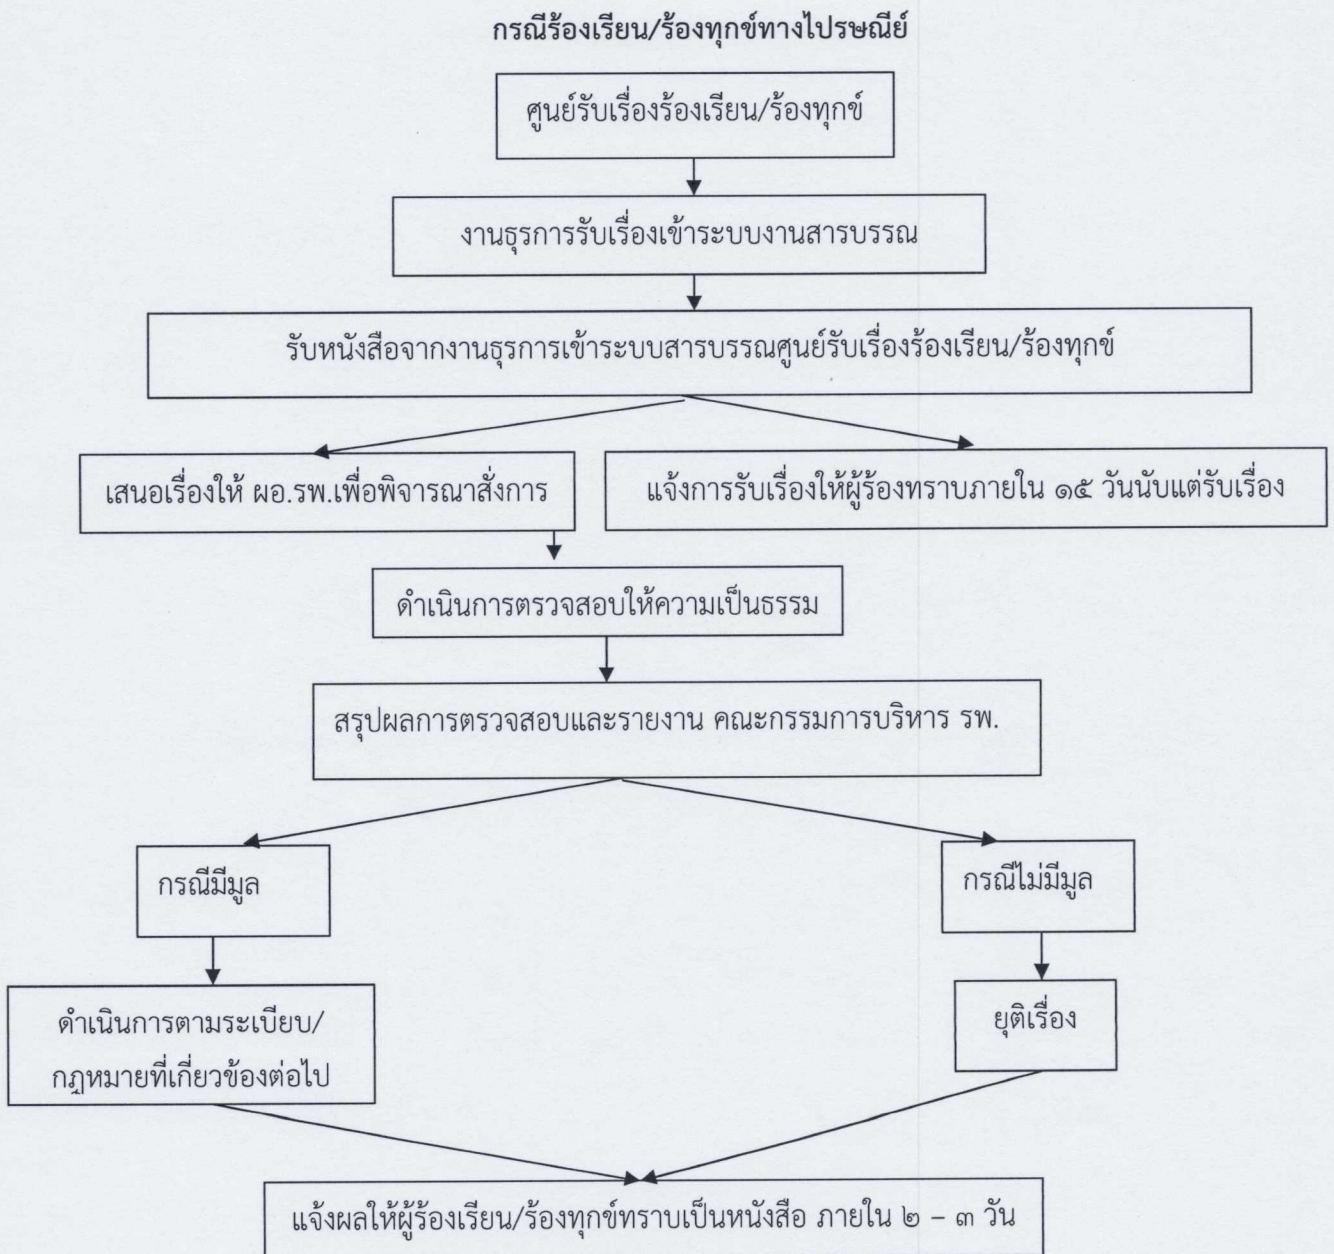 กรณีร้องเรียน/ร้องทุกข์ทางไปรษณีย์
ศูนย์รับเรื่องร้องเรียน/ร้องทุกข์
งานธุรการรับเรื่องเข้าระบบงานสารบรรณ
รับหนังสือจากงานธุรการเข้าระบบสารบรรณศูนย์รับเรื่องร้องเรียน/ร้องทุกข์
เสนอเรื่องให้ ผอ.รพ.เพื่อพิจารณาสั่งการ
แจ้งการรับเรื่องให้ผู้ร้องทราบภายใน ๑๕ วันนับแต่รับเรื่อง
ดำเนินการตรวจสอบให้ความเป็นธรรม
สรุปผลการตรวจสอบและรายงาน คณะกรรมการบริหาร รพ.
กรณีมีมูล
กรณีไม่มีมูล
ดำเนินการตามระเบียบ/
กฎหมายที่เกี่ยวข้องต่อไป
ยุติเรื่อง
แจ้งผลให้ผู้ร้องเรียน/ร้องทุกข์ทราบเป็นหนังสือ ภายใน ๒ – ๓ วัน